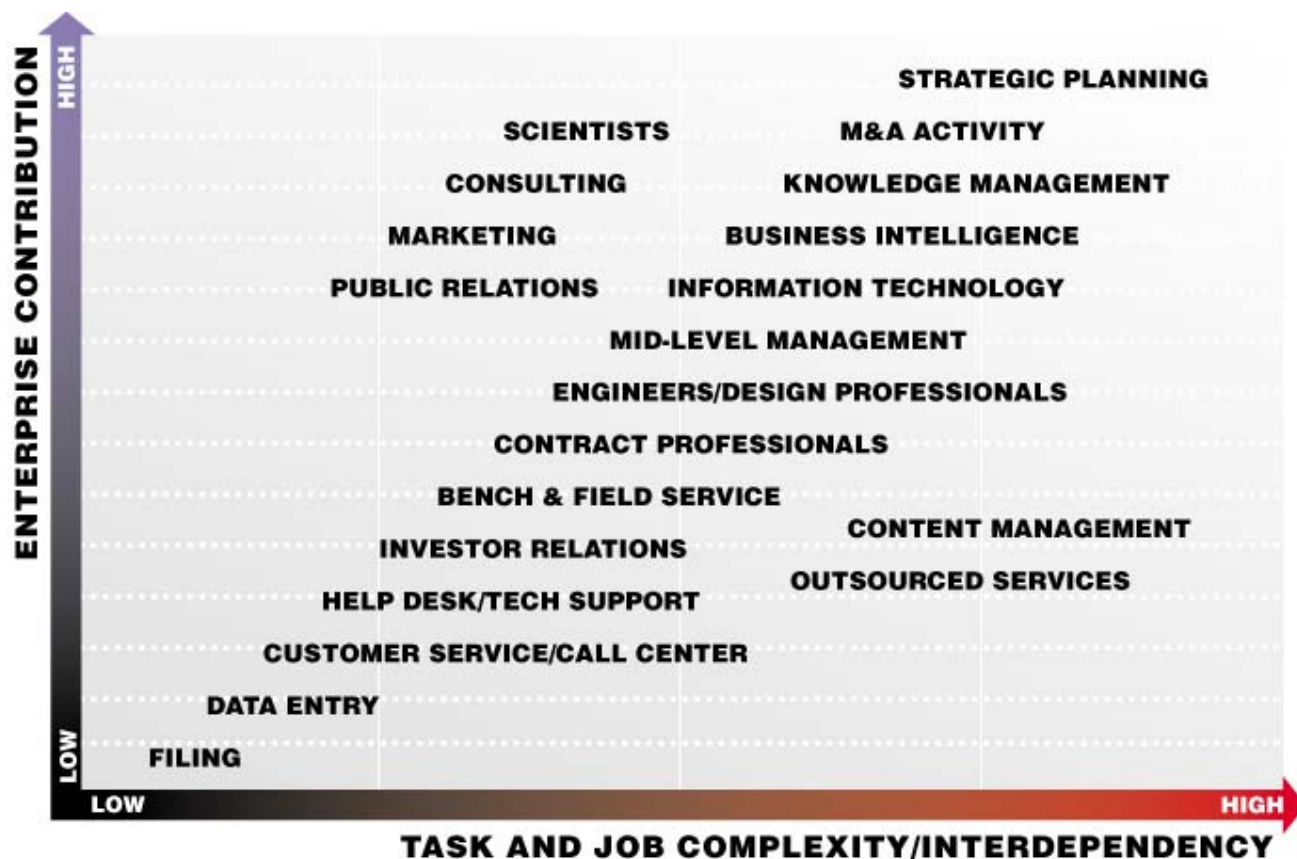 ENTERPRISE CONTRIBUTION
HIGH
STRATEGIC PLANNING
SCIENTISTS M&A ACTIVITY
CONSULTING KNOWLEDGE MANAGEMENT
MARKETING BUSINESS INTELLIGENCE
PUBLIC RELATIONS INFORMATION TECHNOLOGY
MID-LEVEL MANAGEMENT
ENGINEERS/DESIGN PROFESSIONALS
CONTRACT PROFESSIONALS
BENCH & FIELD SERVICE
CONTENT MANAGEMENT
INVESTOR RELATIONS
OUTSOURCED SERVICES
HELP DESK/TECH SUPPORT
CUSTOMER SERVICE/CALL CENTER
DATA ENTRY
FILING
LOW
LOW HIGH
TASK AND JOB COMPLEXITY/INTERDEPENDENCY